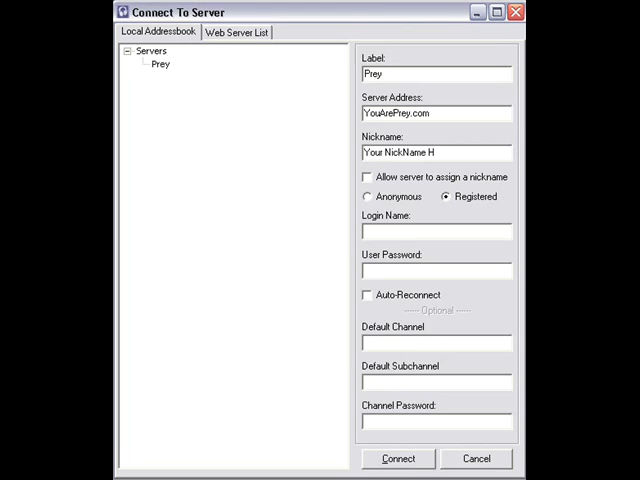 Connect To Server
Local Addressbook
Web Server List
Servers
Prey
Label:
Prey
Server Address:
YouArePrey.com
Nickname:
Your NickName H
Allow server to assign a nickname
Anonymous
Registered
Login Name:
User Password:
Auto-Reconnect
------ Optional ------
Default Channel
Default Subchannel
Channel Password:
Connect
Cancel